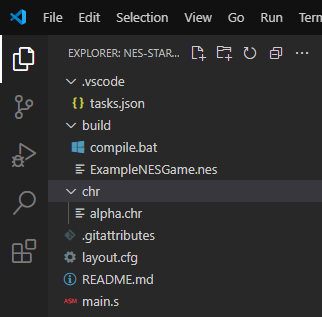 File Edit Selection View Go Run Terminal
EXPLORER: NES-STAR...
.vscode
{} tasks.json
build
compile.bat
ExampleNESGame.nes
chr
alpha.chr
.gitattributes
layout.cfg
README.md
ASM main.s